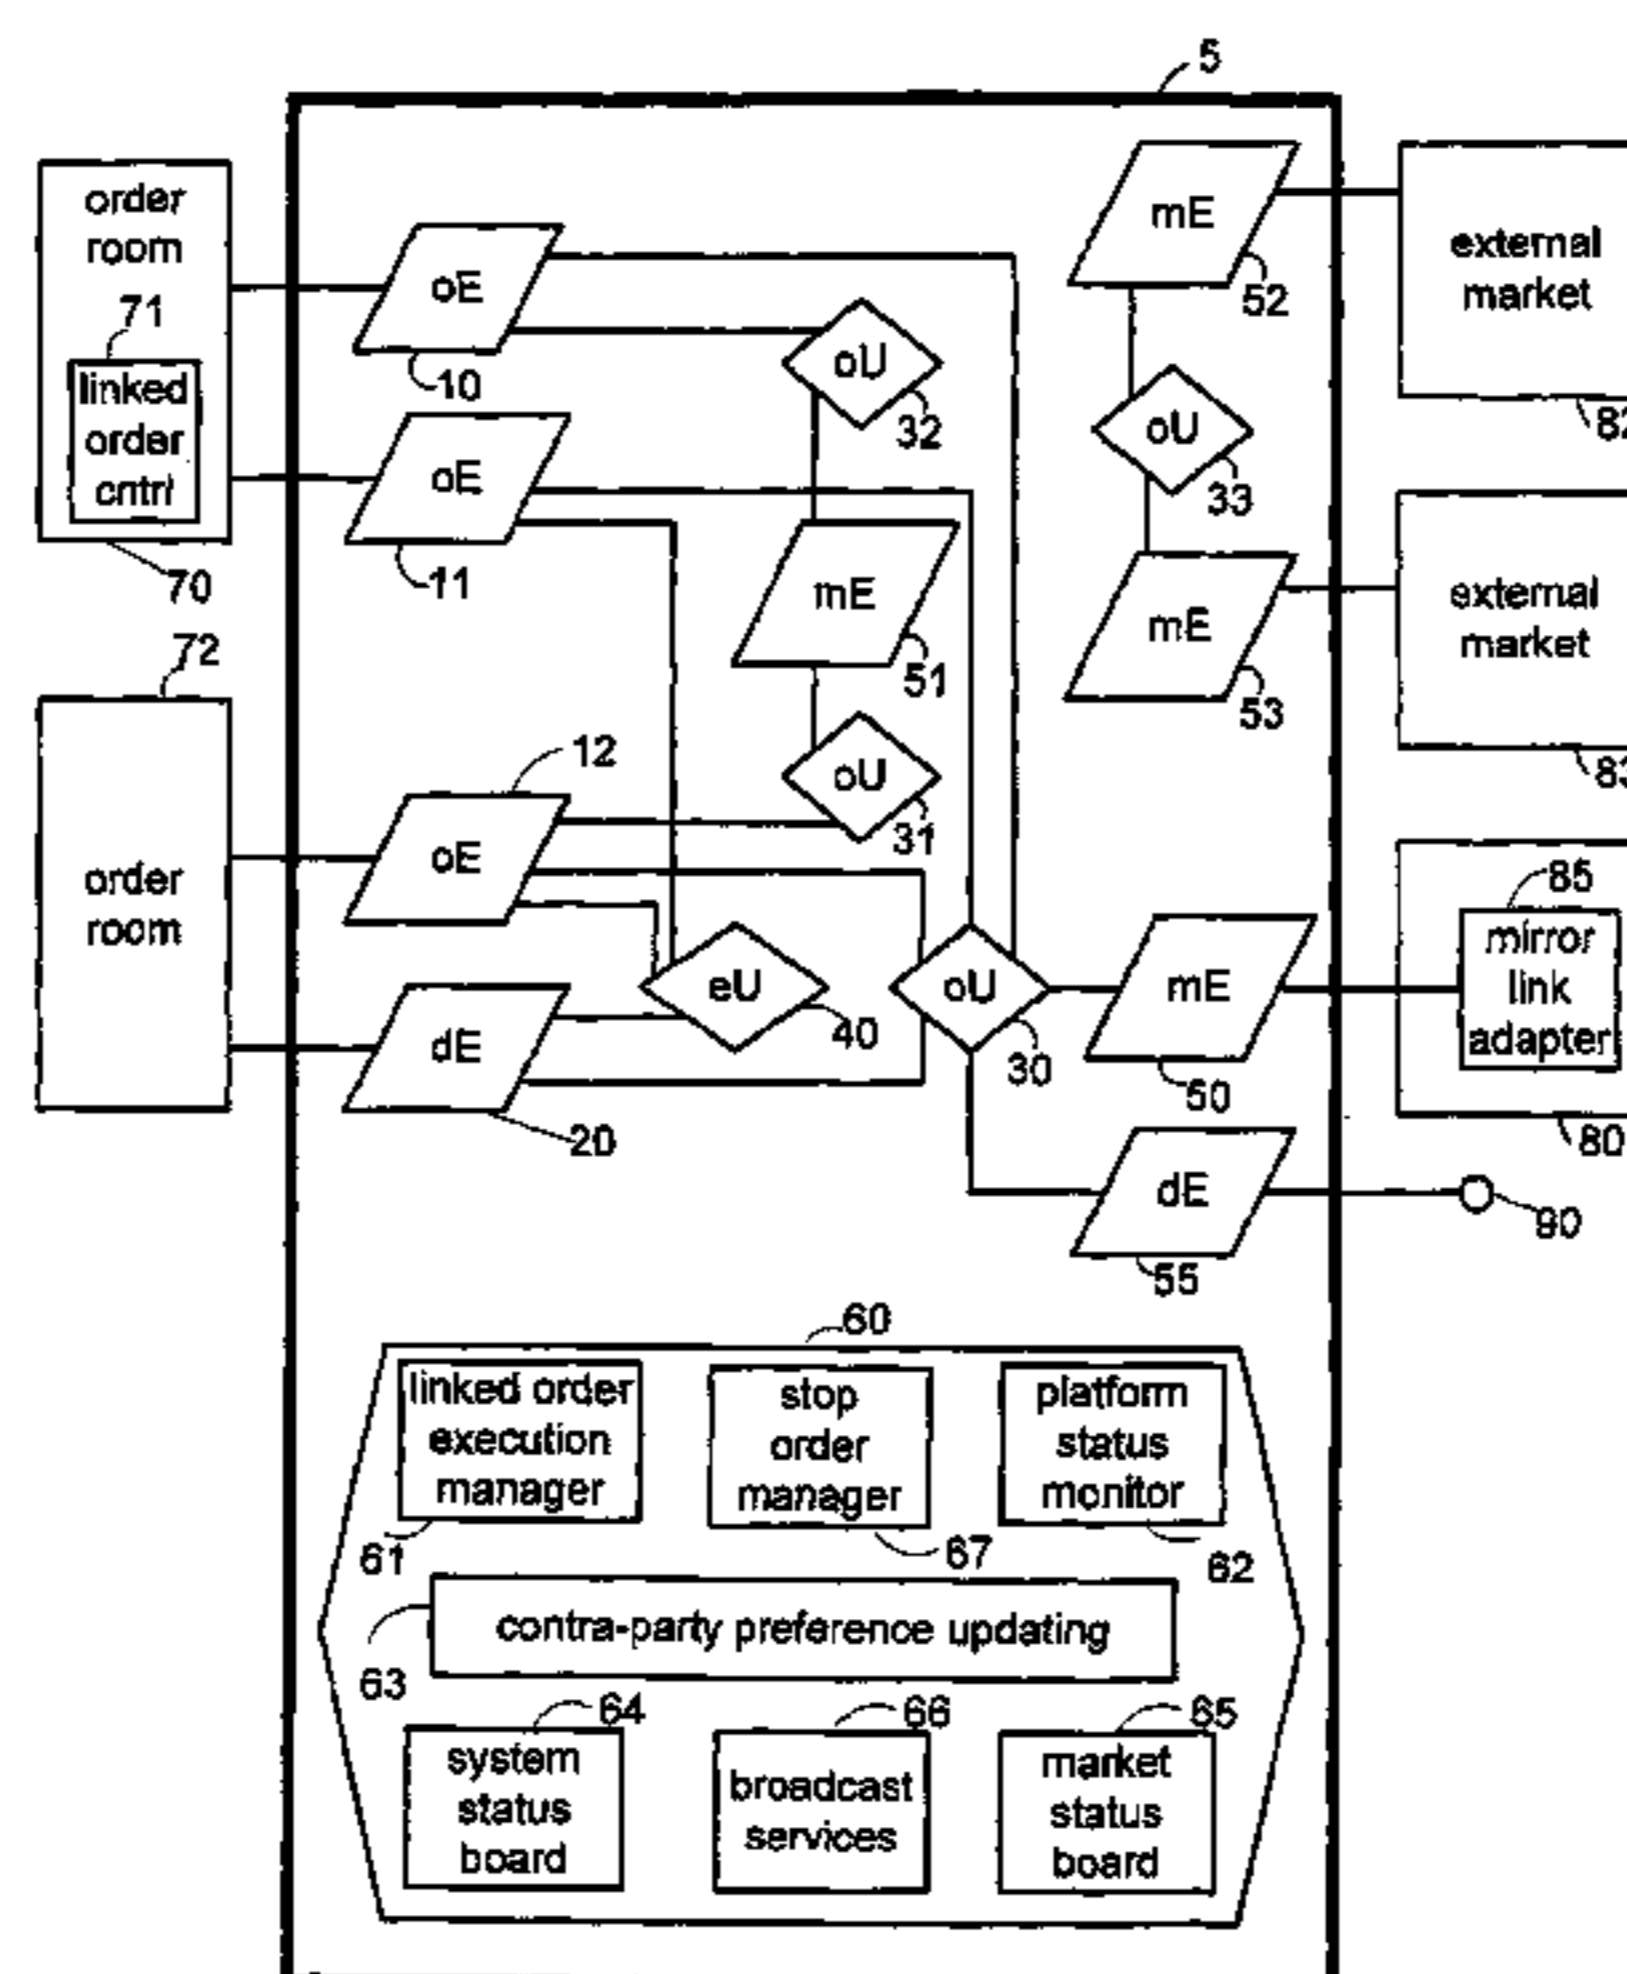 5
order
room
71
linked
order
cntrl
70
72
order
room
oE
10
oE
11
12
oE
dE
20
oU
32
mE
51
oU
31
eU
40
oU
30
mE
52
oU
33
mE
53
mE
50
dE
55
external
market
82
external
market
83
85
mirror
link
adapter
80
90
60
linked order
execution
manager
61
stop
order
manager
67
platform
status
monitor
62
contra-party preference updating
63
64
system
status
board
66
broadcast
services
65
market
status
board